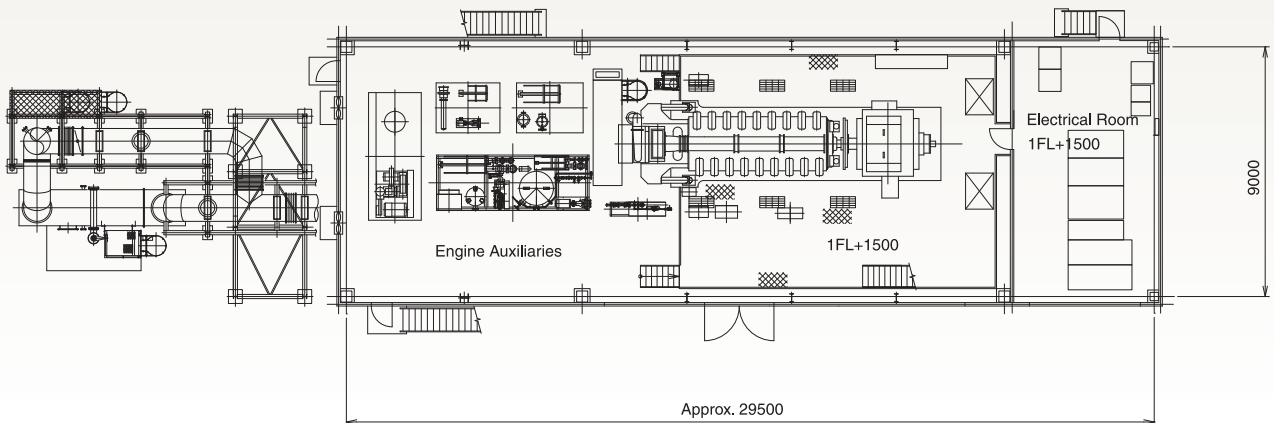 Electrical Room
1FL+1500
9000
Engine Auxiliaries
1FL+1500
Approx. 29500